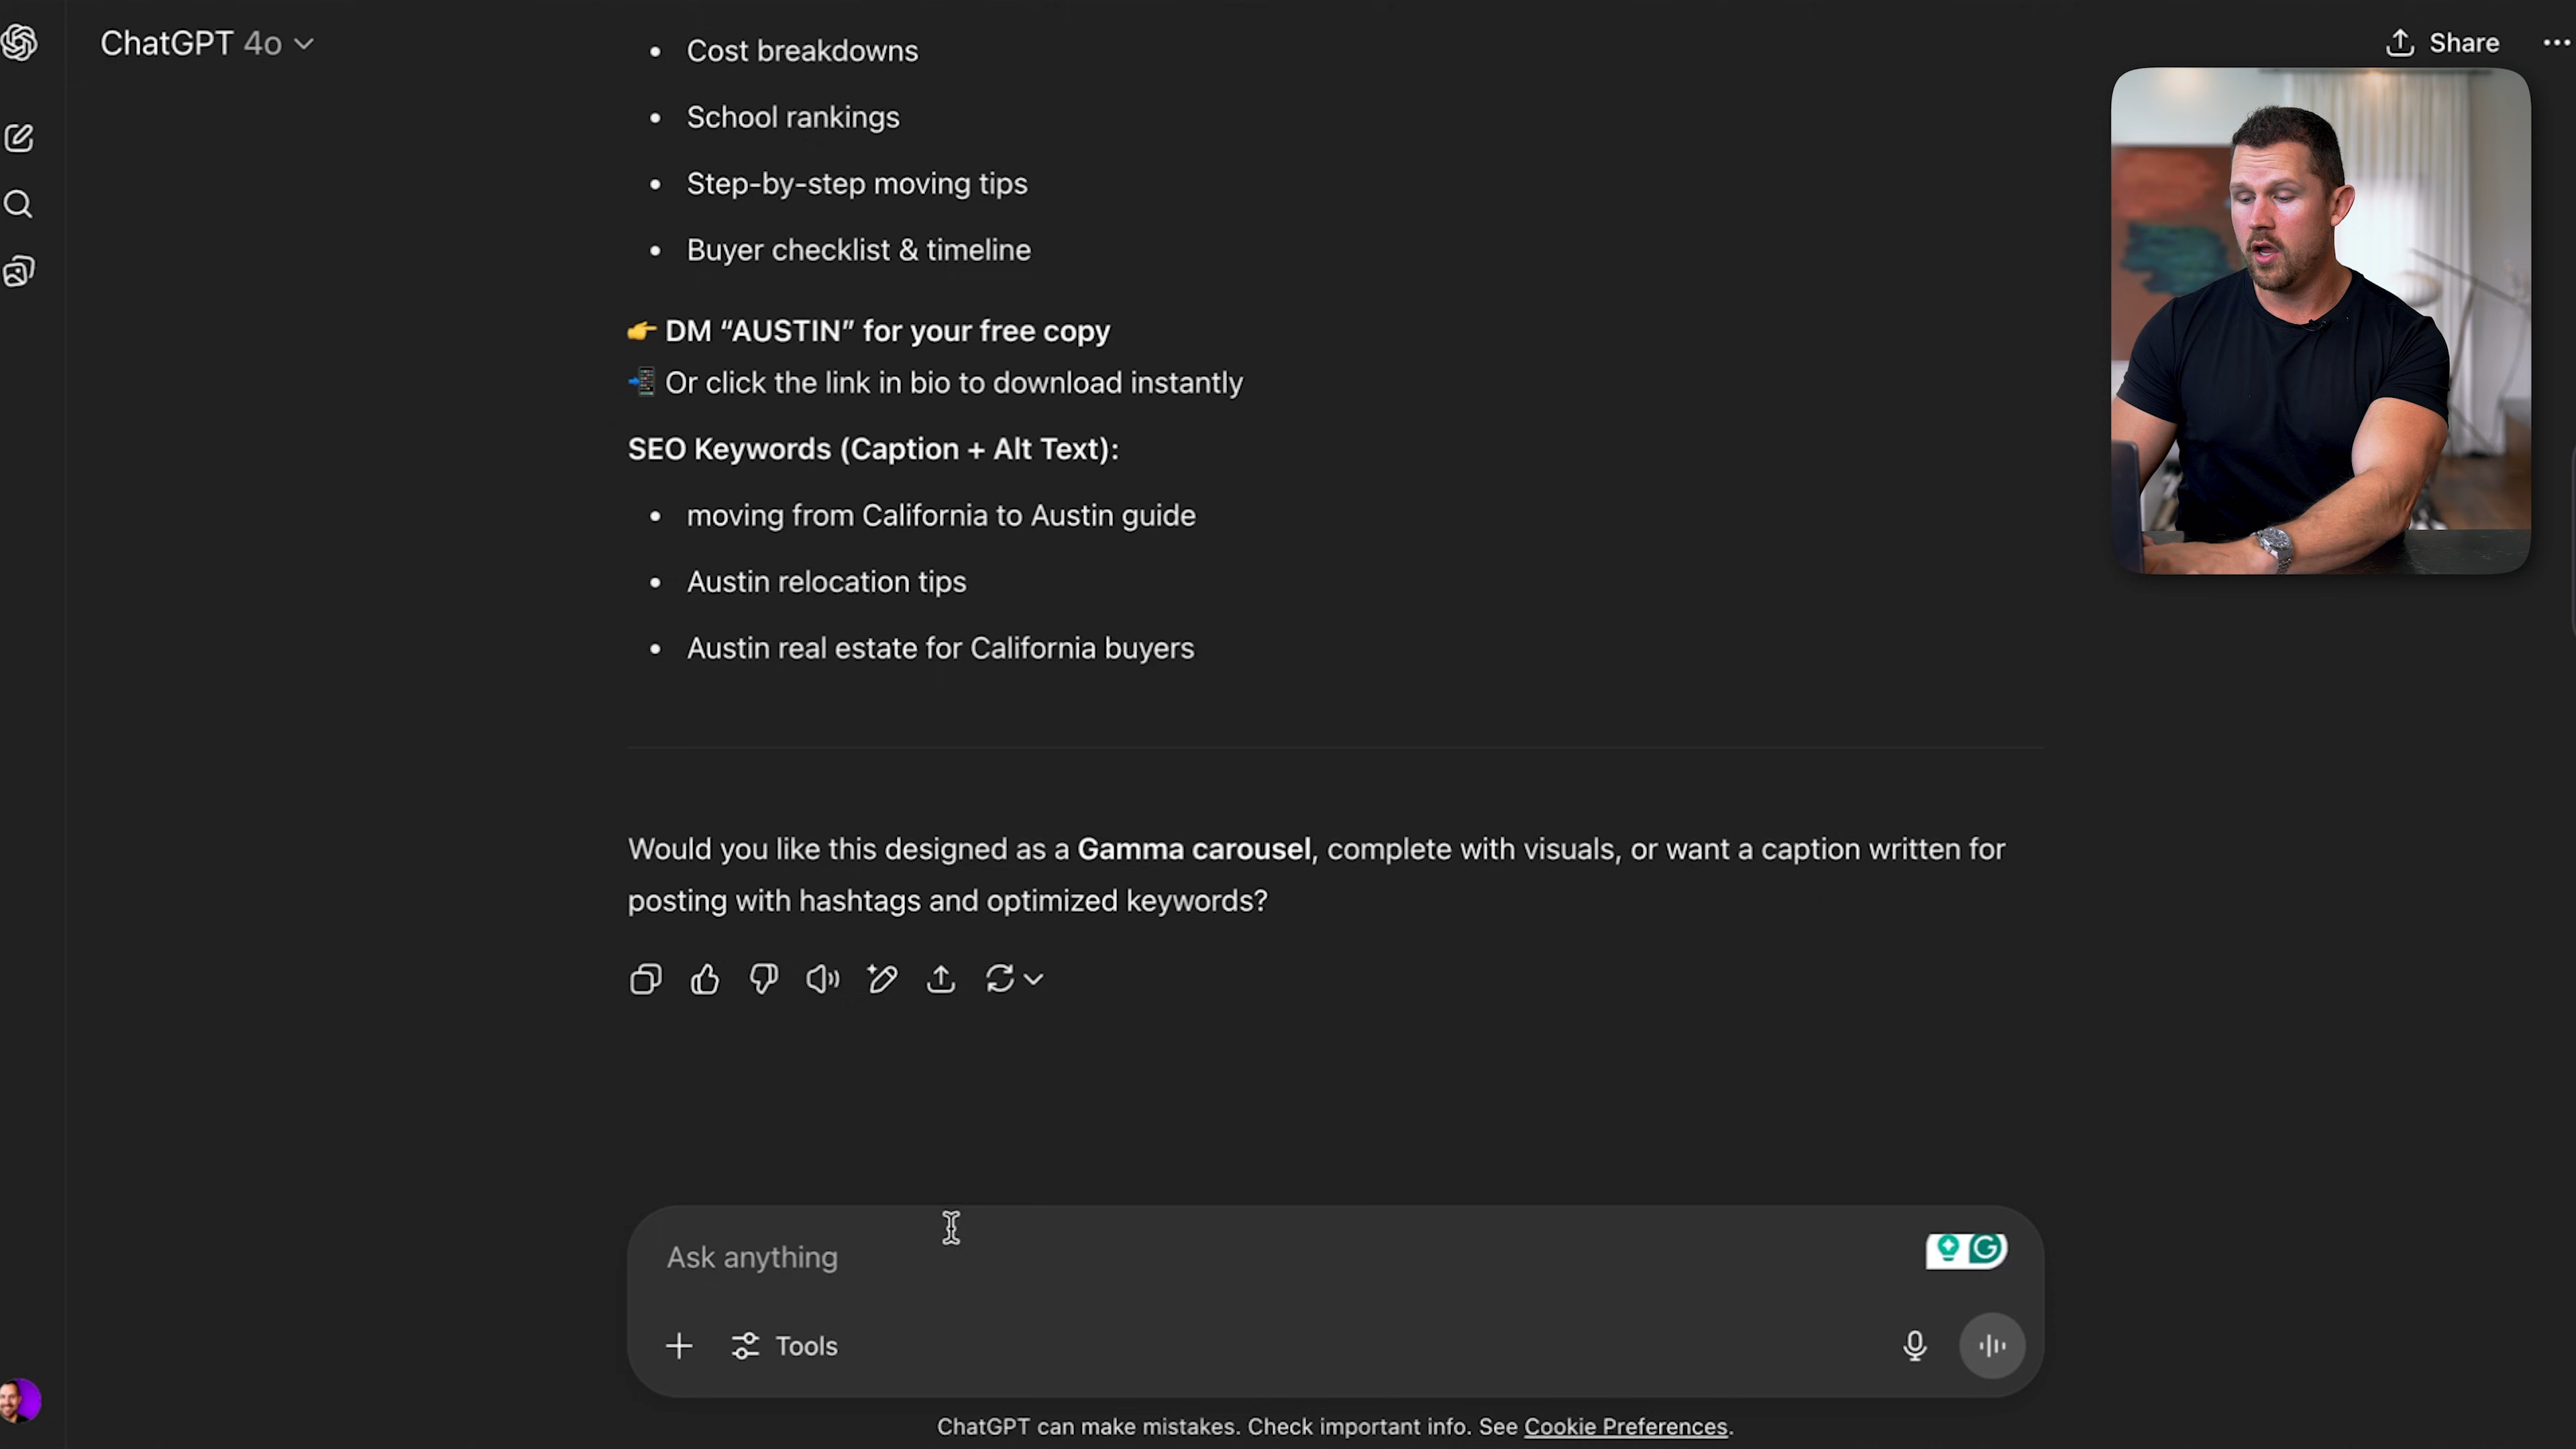 ChatGPT 4o
Share
Cost breakdowns
School rankings
Step-by-step moving tips
Buyer checklist & timeline
👉 DM “AUSTIN” for your free copy
📲 Or click the link in bio to download instantly
SEO Keywords (Caption + Alt Text):
moving from California to Austin guide
Austin relocation tips
Austin real estate for California buyers
Would you like this designed as a Gamma carousel, complete with visuals, or want a caption written for
posting with hashtags and optimized keywords?
Ask anything
Tools
ChatGPT can make mistakes. Check important info. See Cookie Preferences.